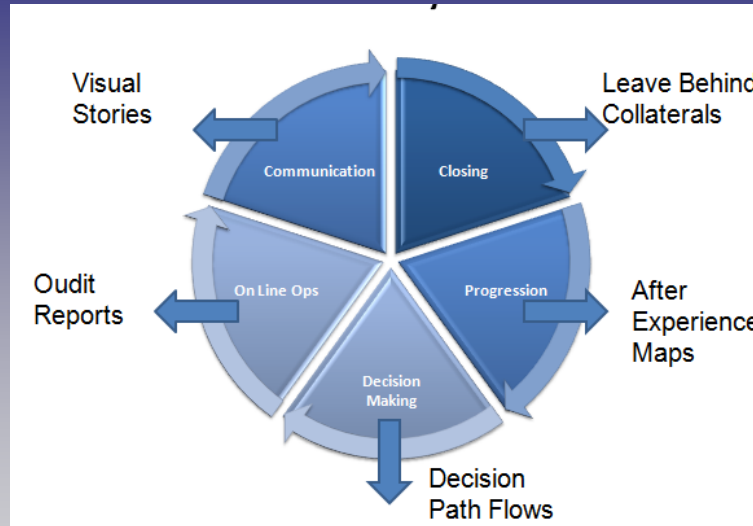 Visual
Stories
Communication
Closing
Leave Behind
Collaterals
On Line Ops
Progression
Oudit
Reports
After
Experience
Maps
Decision
Making
Decision
Path Flows